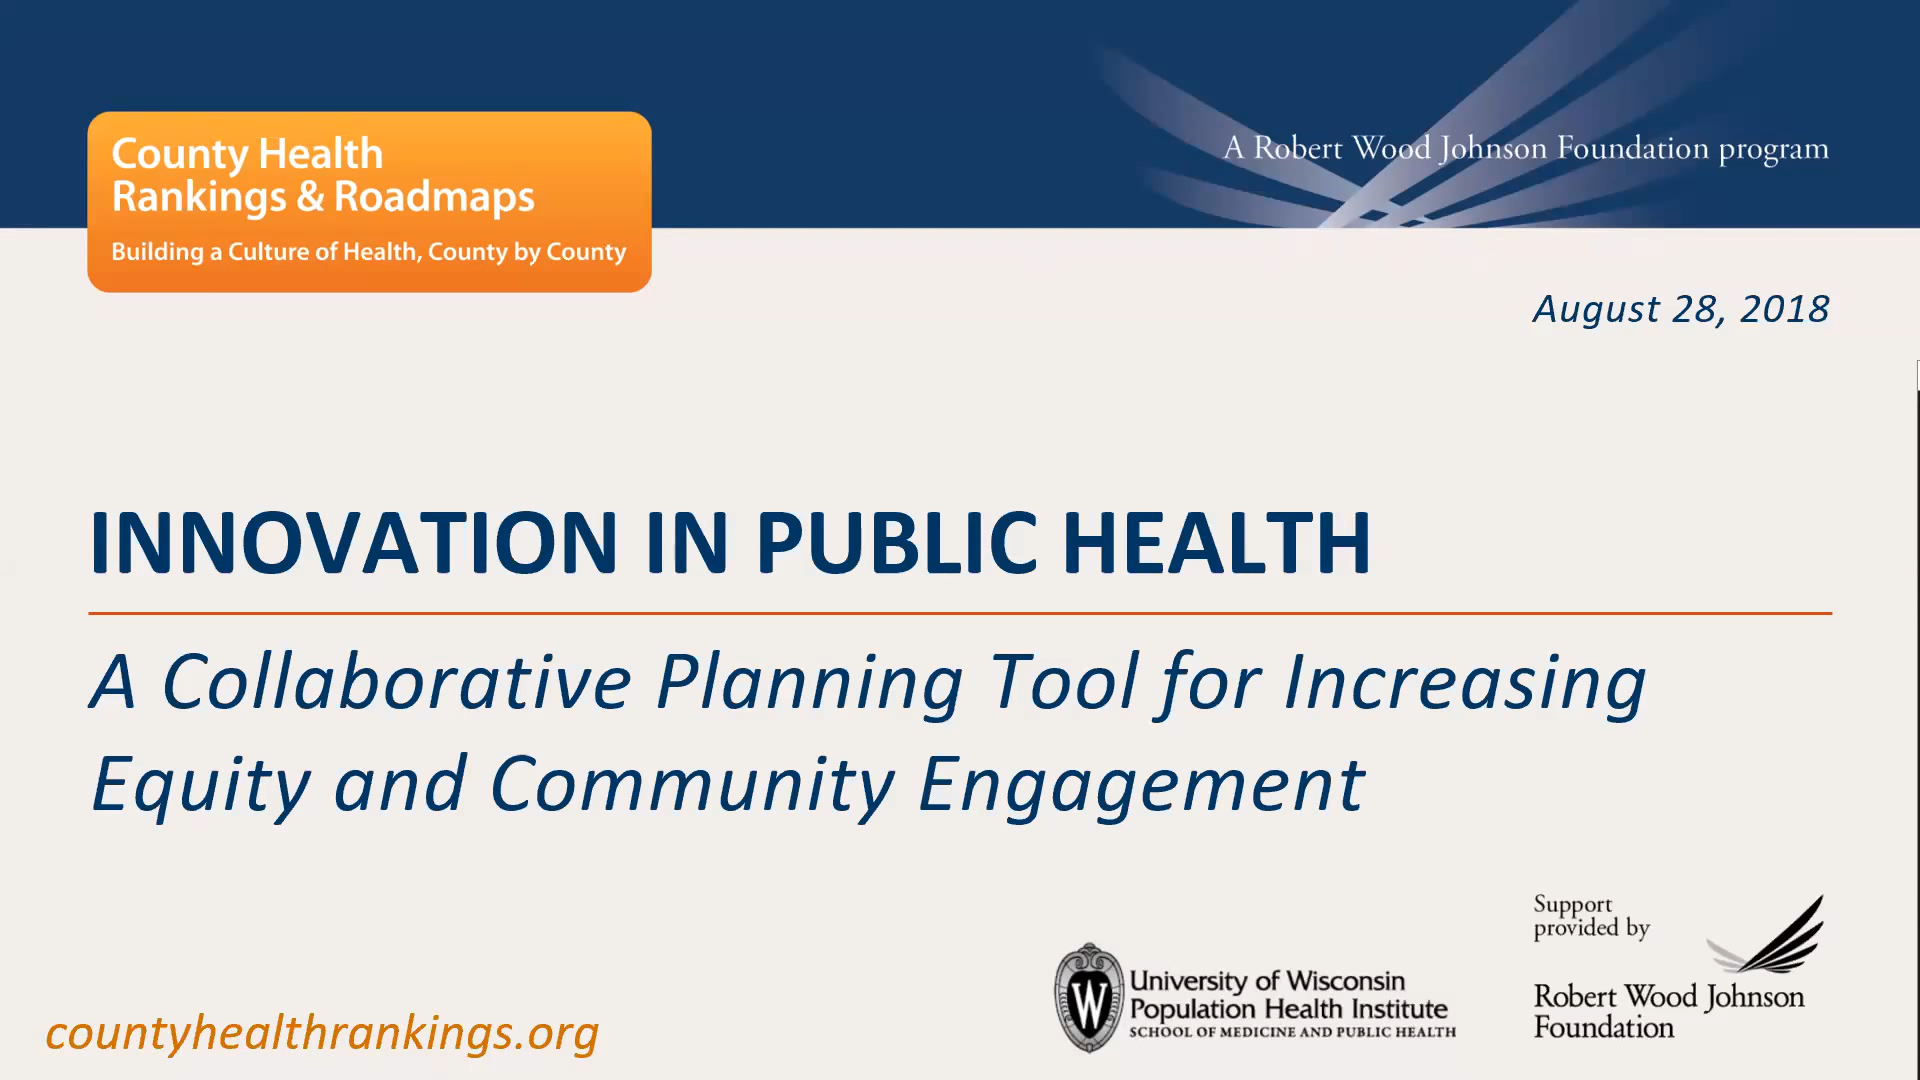 County Health
Rankings & Roadmaps
Building a Culture of Health, County by County
A Robert Wood Johnson Foundation program
August 28, 2018
INNOVATION IN PUBLIC HEALTH
A Collaborative Planning Tool for Increasing
Equity and Community Engagement
countyhealthrankings.org
W
University of Wisconsin
Population Health Institute
SCHOOL OF MEDICINE AND PUBLIC HEALTH
Support
provided by
Robert Wood Johnson
Foundation